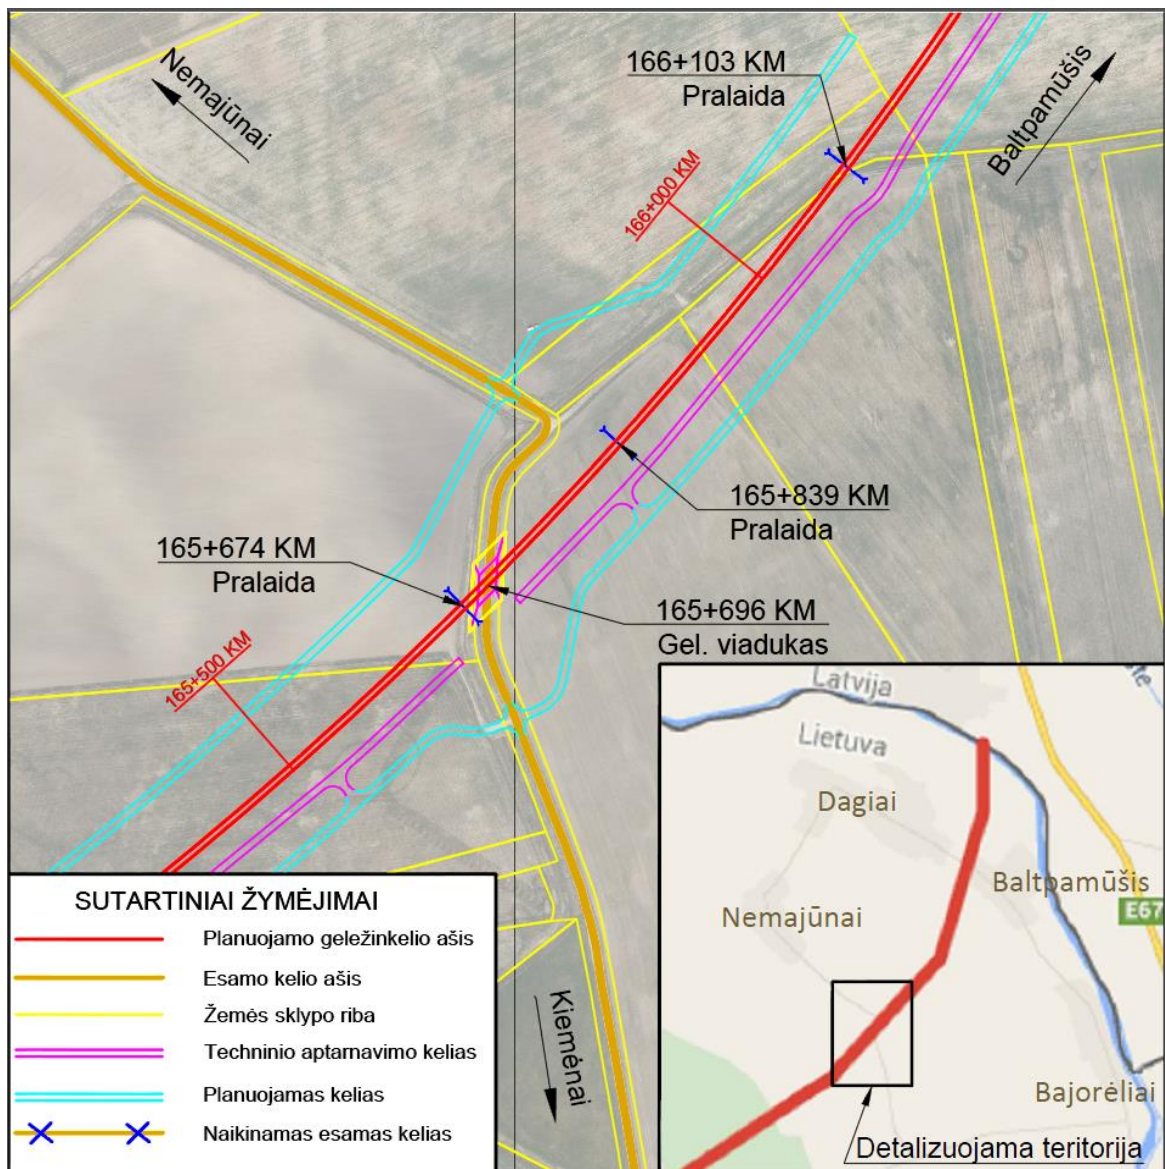 Nemajūnai
166+103 KM
Pralaida
Baltpamūšis
166+000 KM
165+839 KM
Pralaida
165+674 KM
Pralaida
165+696 KM
Gel. viadukas
165+500 KM
Kiemėnai
SUTARTINIAI ŽYMĖJIMAI
Planuojamo geležinkelio ašis
Esamo kelio ašis
Žemės sklypo riba
Techninio aptarnavimo kelias
Planuojamas kelias
Naikinamas esamas kelias
Latvija
Lietuva
Dagiai
Baltpamūšis
E67
Nemajūnai
Bajorėliai
Detalizuojama teritorija